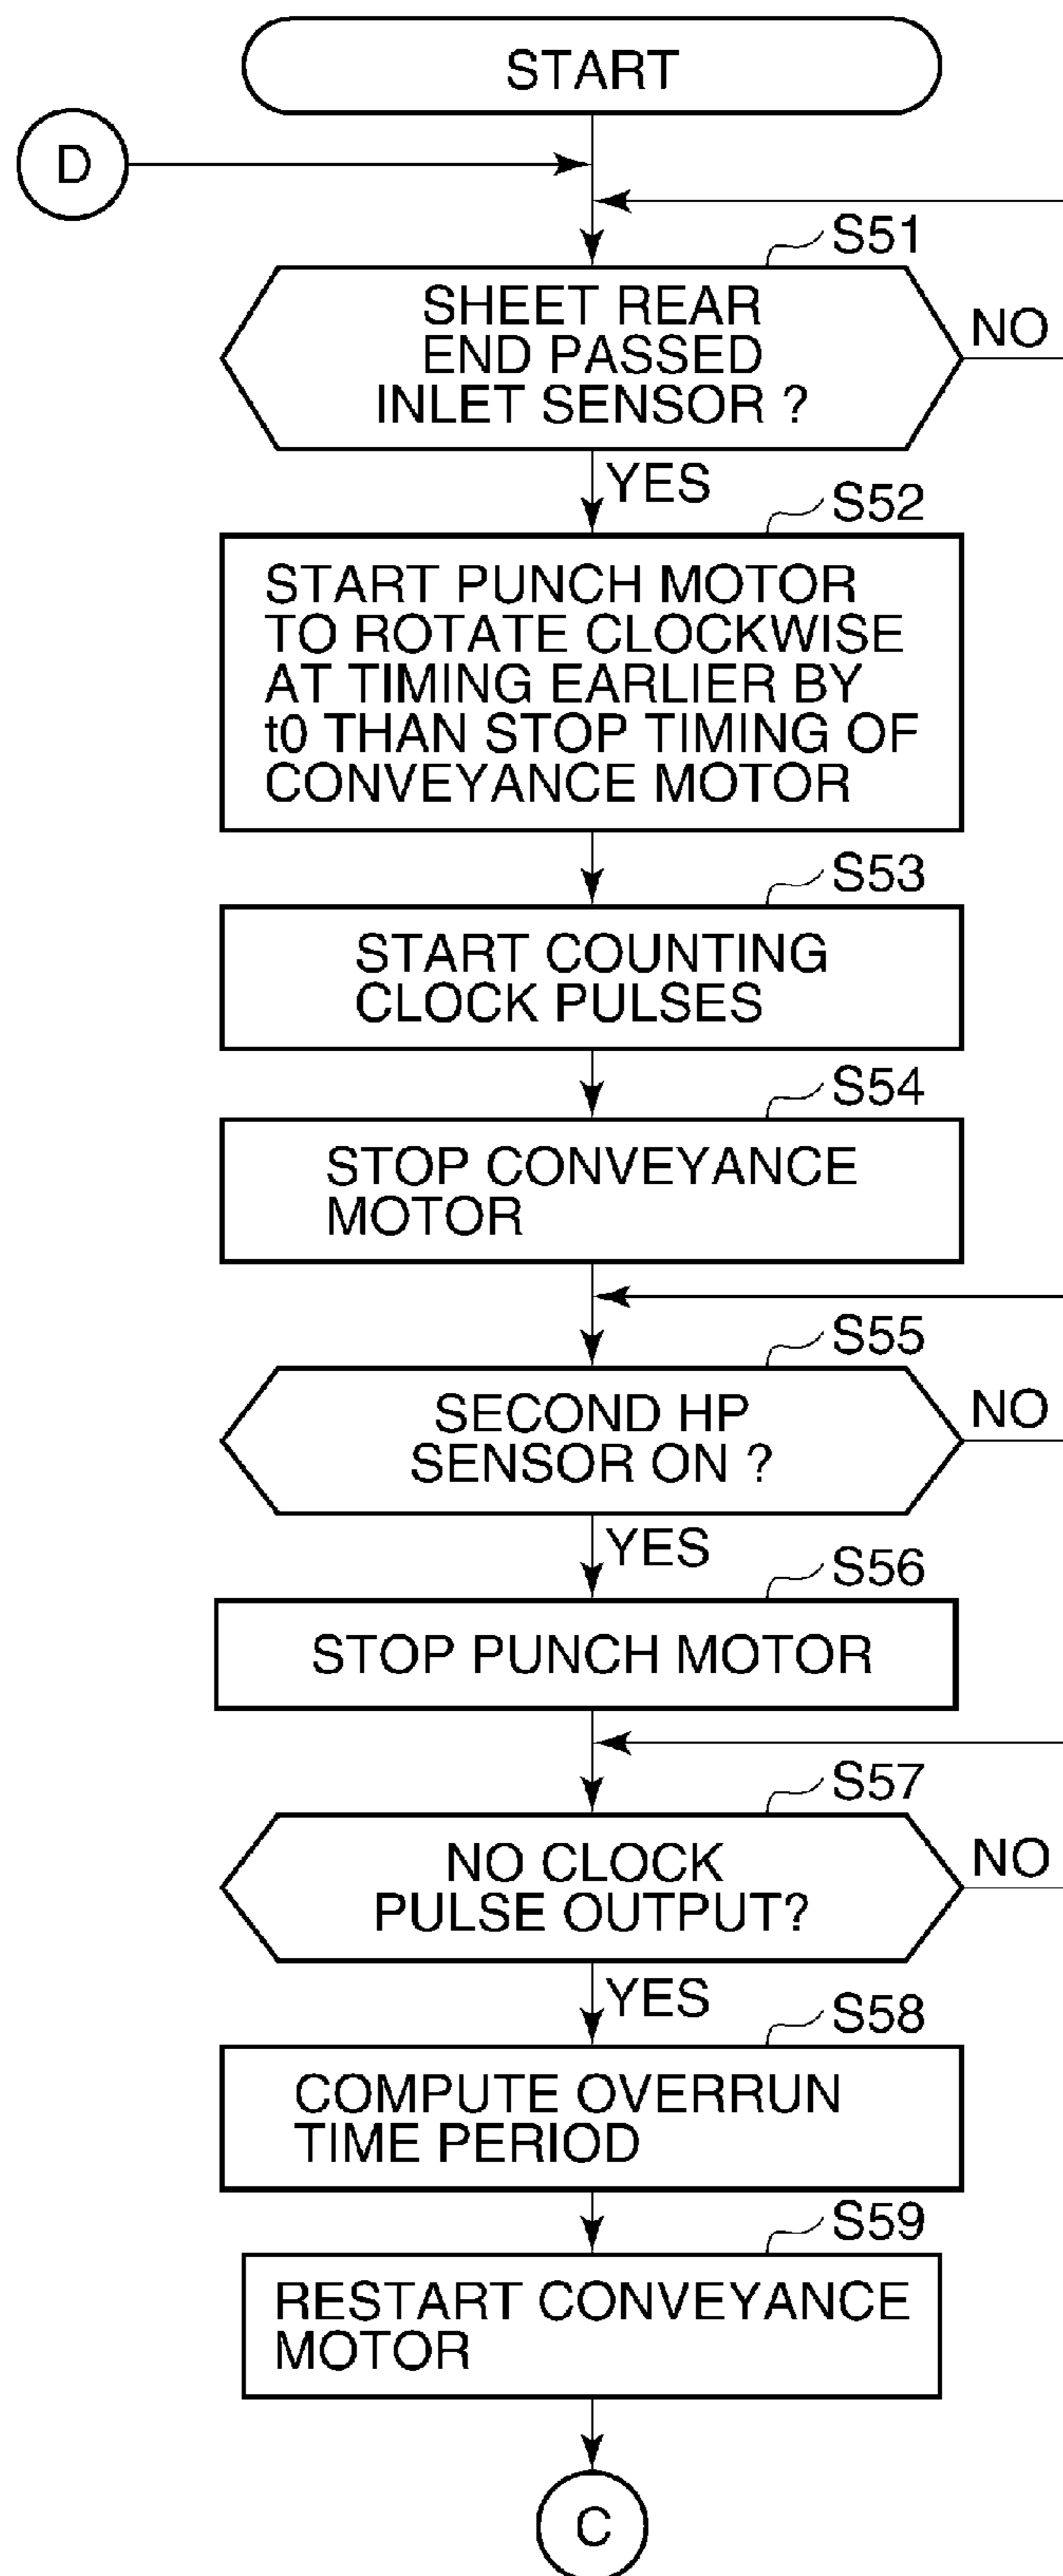 START
D
S51
SHEET REAR
END PASSED
INLET SENSOR ?
NO
YES
S52
START PUNCH MOTOR
TO ROTATE CLOCKWISE
AT TIMING EARLIER BY
t0 THAN STOP TIMING OF
CONVEYANCE MOTOR
S53
START COUNTING
CLOCK PULSES
S54
STOP CONVEYANCE
MOTOR
S55
SECOND HP
SENSOR ON ?
NO
YES
S56
STOP PUNCH MOTOR
S57
NO CLOCK
PULSE OUTPUT?
NO
YES
S58
COMPUTE OVERRUN
TIME PERIOD
S59
RESTART CONVEYANCE
MOTOR
C